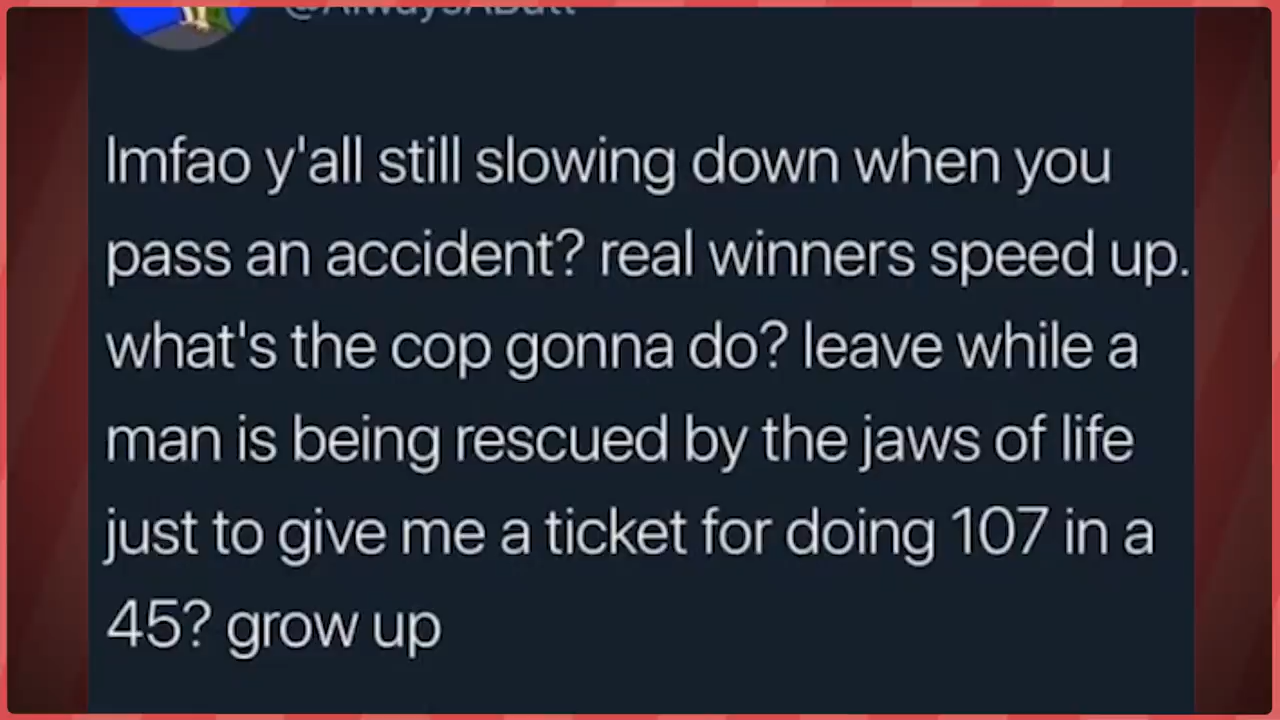 lmfao y'all still slowing down when you
pass an accident? real winners speed up.
what's the cop gonna do? leave while a
man is being rescued by the jaws of life
just to give me a ticket for doing 107 in a
45? grow up